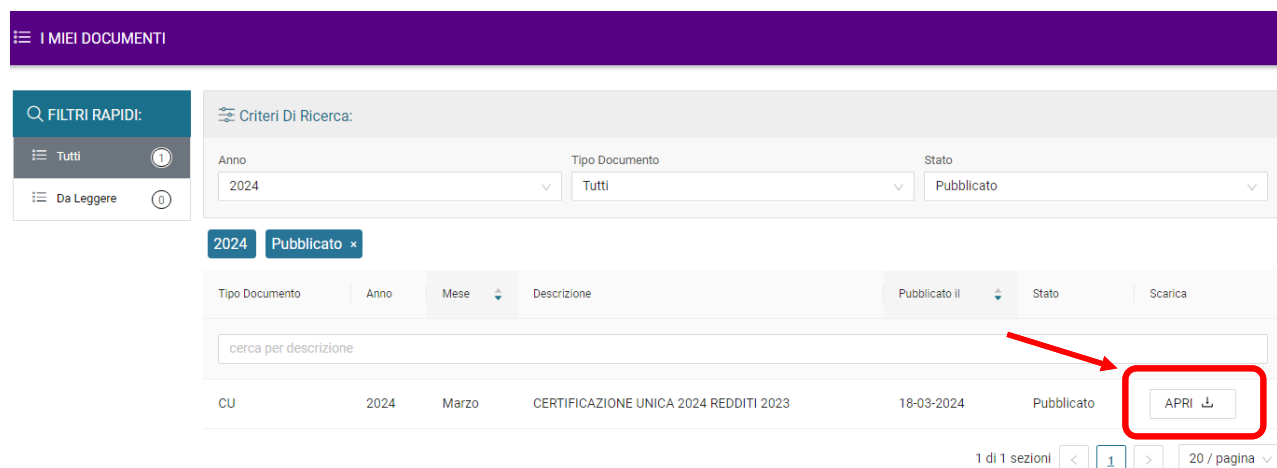 I MIEI DOCUMENTI
FILTRI RAPIDI:
Tutti 1
Da Leggere 0
Criteri Di Ricerca:
Anno Tipo Documento Stato
2024 Tutti Pubblicato
2024 Pubblicato ×
Tipo Documento Anno Mese Descrizione Pubblicato il Stato Scarica
cerca per descrizione
CU 2024 Marzo CERTIFICAZIONE UNICA 2024 REDDITI 2023 18-03-2024 Pubblicato APRI
1 di 1 sezioni < 1 > 20 / pagina